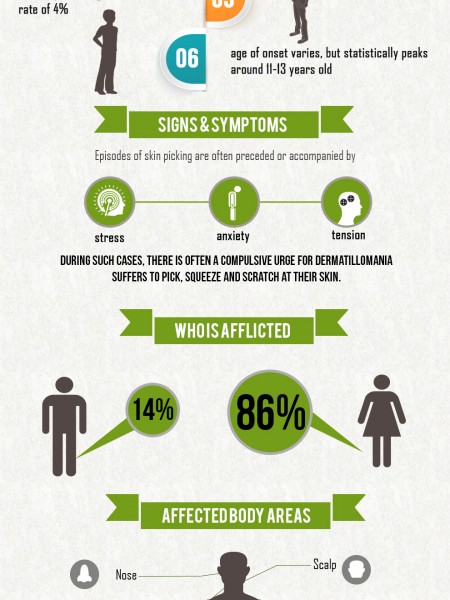 rate of 4%
05
06
age of onset varies, but statistically peaks
around 11-13 years old
SIGNS & SYMPTOMS
Episodes of skin picking are often preceded or accompanied by
stress
anxiety
tension
DURING SUCH CASES, THERE IS OFTEN A COMPULSIVE URGE FOR DERMATILLOMANIA
SUFFERS TO PICK, SQUEEZE AND SCRATCH AT THEIR SKIN.
WHO IS AFFLICTED
14%
86%
AFFECTED BODY AREAS
Nose
Scalp